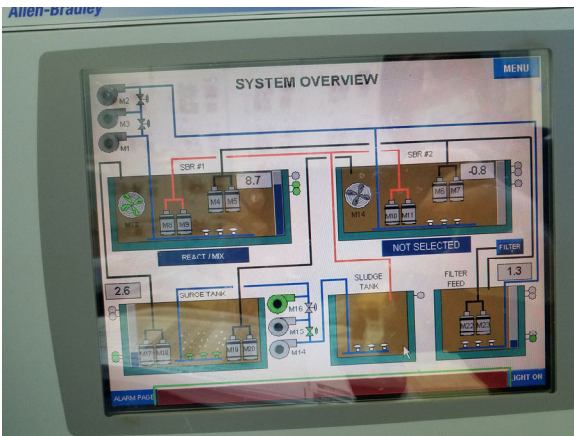 Allen-Bradley
SYSTEM OVERVIEW
MENU
M2
M3
M1
SBR #1
SBR #2
8.7
-0.8
M4 M5
M6 M7
M8 M9
M10 M11
M14
REACT / MIX
NOT SELECTED
FILTER
2.6
SURGE TANK
SLUDGE
TANK
FILTER
FEED
1.3
M16
M15
M14
M17 M18
M19 M20
M22 M23
ALARM PAGE
LIGHT ON